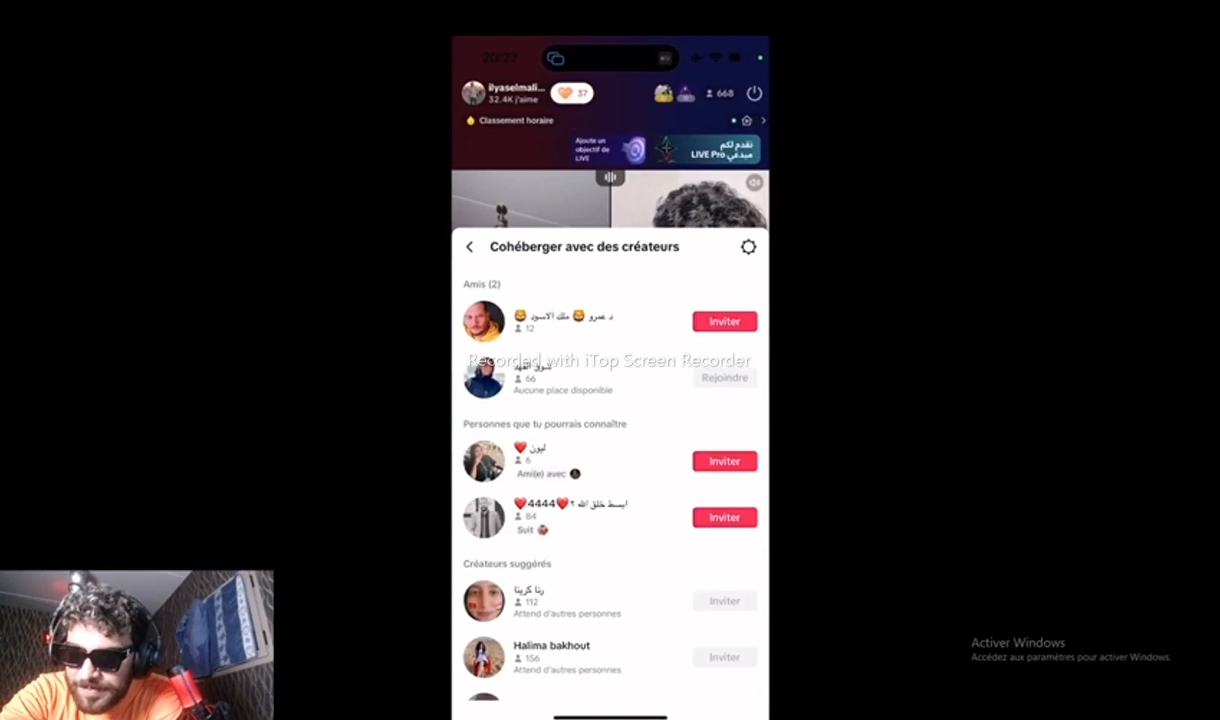 20:27
ilyaselmali...
32.4K j'aime
37
668
Classement horaire
Ajoute un
objectif de
LIVE
نقدم لكم
مبدعي LIVE Pro
Cohéberger avec des créateurs
Amis (2)
د عمرو 🦁 ملك الاسود 🦁
12
Inviter
Recorded with iTop Screen Recorder
66
Rejoindre
Aucune place disponible
Personnes que tu pourrais connaître
ليون ❤️
6
Inviter
Ami(e) avec
ابسط خلق الله ؟❤️4444❤️
84
Inviter
Suit
Créateurs suggérés
رنا كرينا
112
Inviter
Attend d'autres personnes
Halima bakhout
156
Inviter
Attend d'autres personnes
Activer Windows
Accédez aux paramètres pour activer Windows.